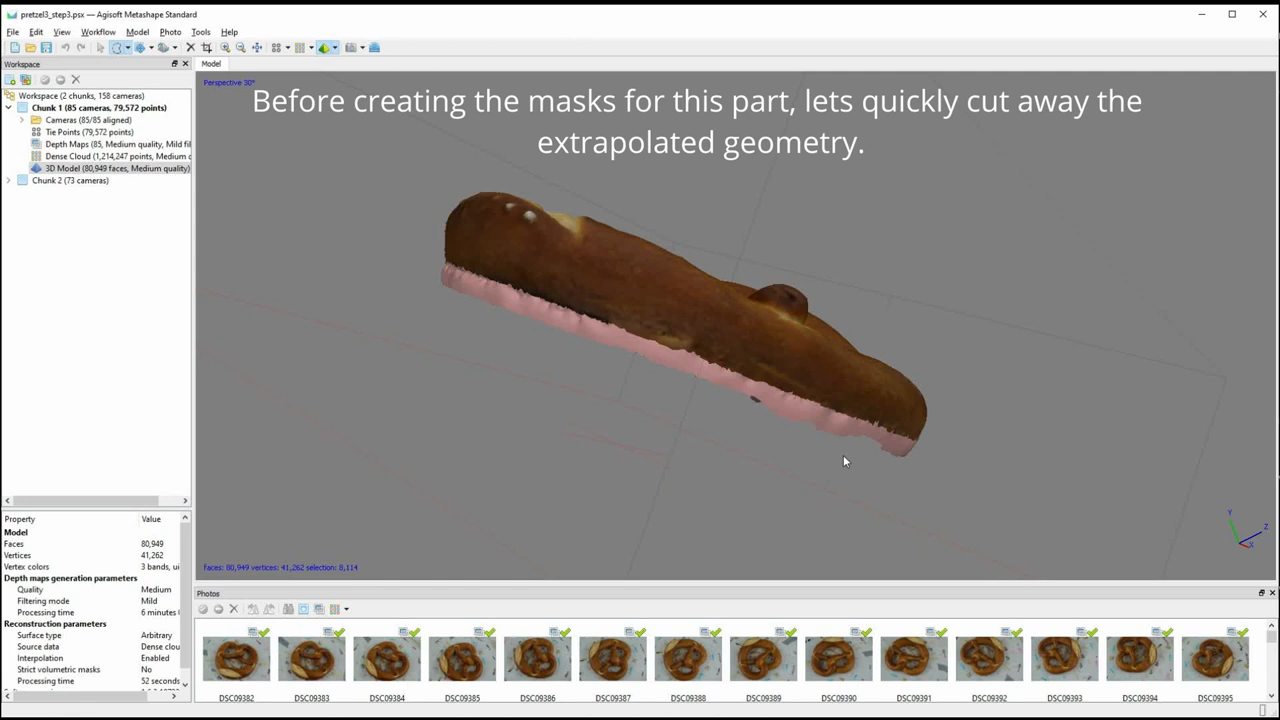 pretzel3_step3.psx — Agisoft Metashape Standard
File Edit View Workflow Model Photo Tools Help
Workspace
Model
Perspective 30°
Before creating the masks for this part, lets quickly cut away the
extrapolated geometry.
Workspace (2 chunks, 158 cameras)
Chunk 1 (85 cameras, 79,572 points)
Cameras (85/85 aligned)
Tie Points (79,572 points)
Depth Maps (85, Medium quality, Mild fil
Dense Cloud (1,214,247 points, Medium
3D Model (80,949 faces, Medium quality)
Chunk 2 (73 cameras)
Property Value
Model
Faces 80,949
Vertices 41,262
Vertex colors 3 bands, ui
Depth maps generation parameters
Quality Medium
Filtering mode Mild
Processing time 6 minutes
Reconstruction parameters
Surface type Arbitrary
Source data Dense clou
Interpolation Enabled
Strict volumetric masks No
Processing time 52 seconds
Y
Z
X
Faces: 80,949 vertices: 41,262 selection: 8,114
Photos
DSC09382 DSC09383 DSC09384 DSC09385 DSC09386 DSC09387 DSC09388 DSC09389 DSC09390 DSC09391 DSC09392 DSC09393 DSC09394 DSC09395